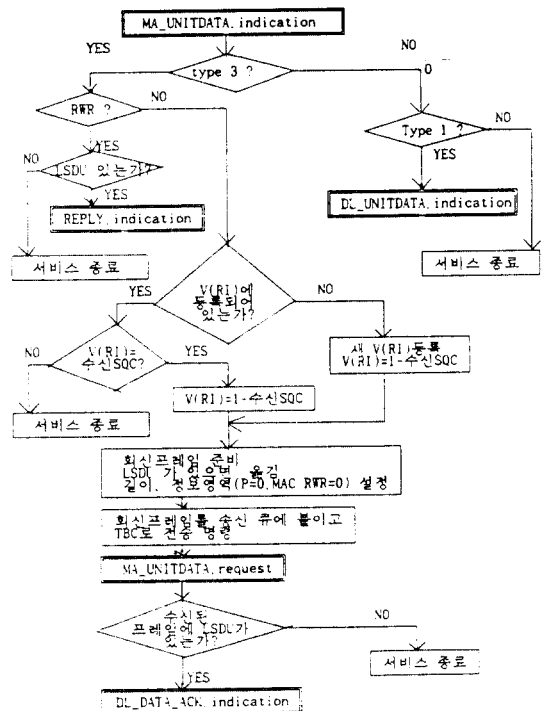 MA_UNITDATA.indication
YES
NO
type 3 ?
RWR ?
NO
Type 1 ?
NO
YES
NO
LSDU 있는가?
YES
YES
REPLY.indication
DL_UNITDATA.indication
서비스 종료
서비스 종료
YES
V(RI)에
등록되어
있는가?
NO
NO
V(RI)=
수신SQC?
YES
새 V(RI)등록
V(RI)=1-수신SQC
V(RI)=1-수신SQC
서비스 종료
회신프레임 준비
LSDU 가 있으면 옮김
길이, 정보영역(P=0,MAC RWR=0) 설정
회신프레임를 송신 큐에 붙이고
TBC로 전송 명령
MA_UNITDATA.request
수신된
프레임에 LSDU가
있는가?
NO
서비스 종료
YES
DL_DATA_ACK.indication